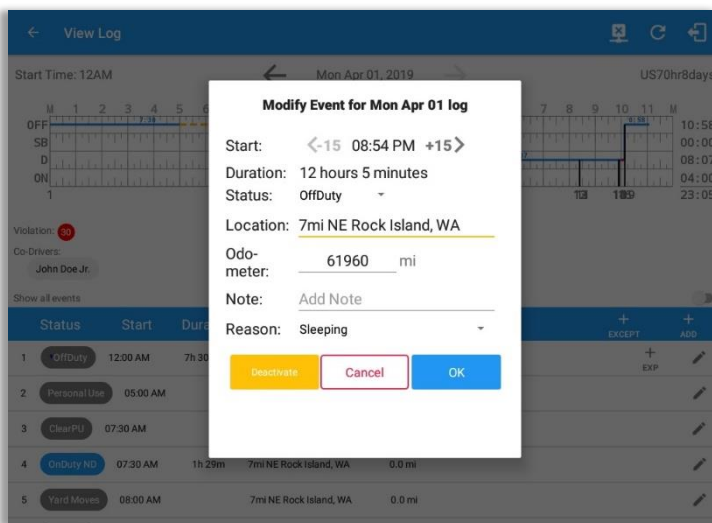 View Log
Start Time: 12AM
Mon Apr 01, 2019
US70hr8days
M 1 2 3 4 5 6
7 8 9 10 11 M
OFF
10:58
SB
00:00
D
08:07
ON
04:00
1
23:05
Violation: 30
Co-Drivers:
John Doe Jr.
Show all events
Status Start Dura
+ EXCEPT + ADD
1 OffDuty 12:00 AM 7h 30
+ EXP
2 Personal Use 05:00 AM
3 ClearPU 07:30 AM
4 OnDuty ND 07:30 AM 1h 29m 7mi NE Rock Island, WA 0.0 mi
5 Yard Moves 08:00 AM 7mi NE Rock Island, WA 0.0 mi
Modify Event for Mon Apr 01 log
Start: -15 08:54 PM +15
Duration: 12 hours 5 minutes
Status: OffDuty
Location: 7mi NE Rock Island, WA
Odo-
meter: 61960 mi
Note: Add Note
Reason: Sleeping
Deactivate Cancel OK